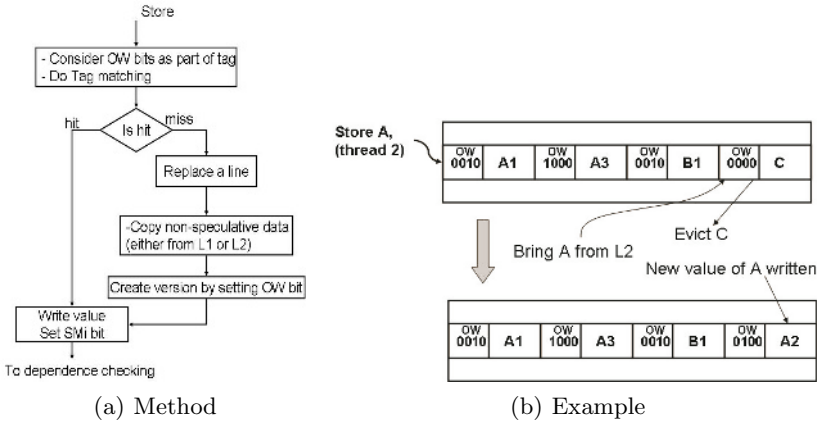 Store
- Consider OW bits as part of tag
- Do Tag matching
hit
Is hit
miss
Replace a line
-Copy non-speculative data
(either from L1 or L2)
Create version by setting OW bit
Write value
Set SMi bit
To dependence checking
(a) Method
Store A,
(thread 2)
OW OW OW OW
0010 A1 1000 A3 0010 B1 0000 C
Bring A from L2
Evict C
New value of A written
OW OW OW OW
0010 A1 1000 A3 0010 B1 0100 A2
(b) Example